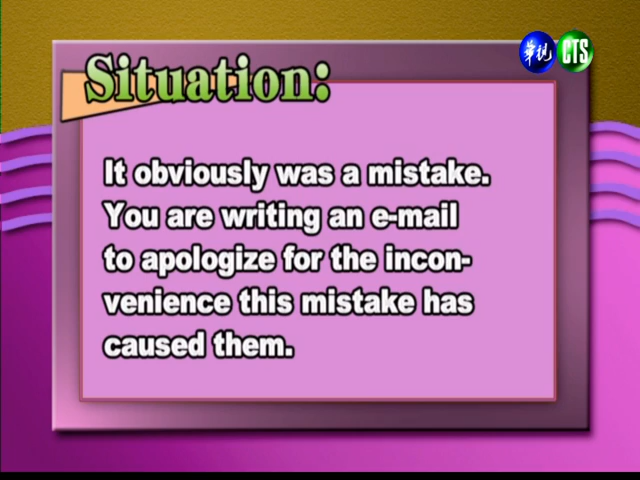 華視 CTS
Situation:
It obviously was a mistake.
You are writing an e-mail
to apologize for the incon-
venience this mistake has
caused them.